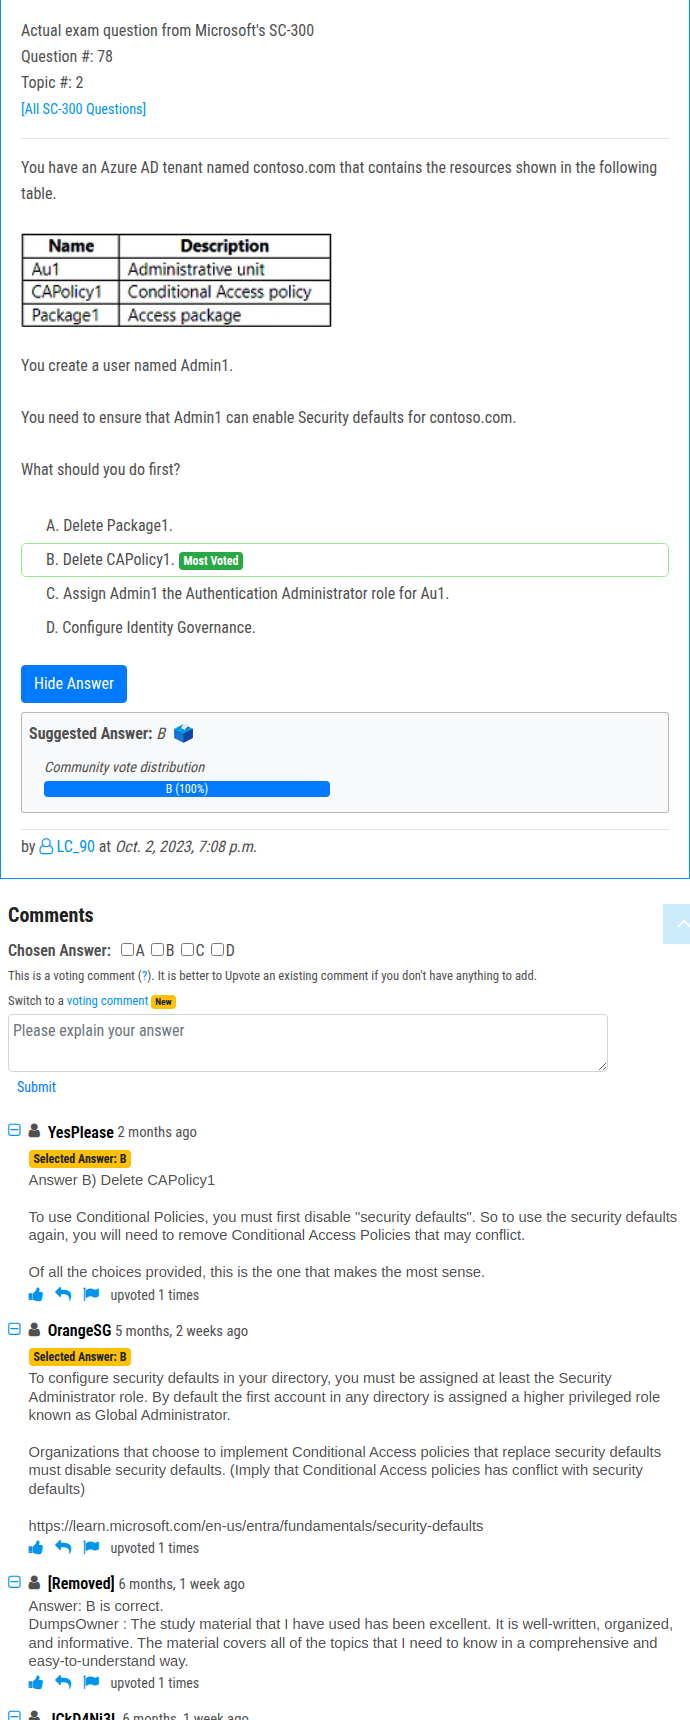 Actual exam question from Microsoft's SC-300
Question #: 78
Topic #: 2
[All SC-300 Questions]
You have an Azure AD tenant named contoso.com that contains the resources shown in the following
table.
Name Description
Au1 Administrative unit
CAPolicy1 Conditional Access policy
Package1 Access package
You create a user named Admin1.
You need to ensure that Admin1 can enable Security defaults for contoso.com.
What should you do first?
A. Delete Package1.
B. Delete CAPolicy1. Most Voted
C. Assign Admin1 the Authentication Administrator role for Au1.
D. Configure Identity Governance.
Hide Answer
Suggested Answer: B
Community vote distribution
B (100%)
by LC_90 at Oct. 2, 2023, 7:08 p.m.
Comments
Chosen Answer: A B C D
This is a voting comment (?). It is better to Upvote an existing comment if you don't have anything to add.
Switch to a voting comment New
Please explain your answer
Submit
YesPlease 2 months ago
Selected Answer: B
Answer B) Delete CAPolicy1
To use Conditional Policies, you must first disable "security defaults". So to use the security defaults
again, you will need to remove Conditional Access Policies that may conflict.
Of all the choices provided, this is the one that makes the most sense.
upvoted 1 times
OrangeSG 5 months, 2 weeks ago
Selected Answer: B
To configure security defaults in your directory, you must be assigned at least the Security
Administrator role. By default the first account in any directory is assigned a higher privileged role
known as Global Administrator.
Organizations that choose to implement Conditional Access policies that replace security defaults
must disable security defaults. (Imply that Conditional Access policies has conflict with security
defaults)
https://learn.microsoft.com/en-us/entra/fundamentals/security-defaults
upvoted 1 times
[Removed] 6 months, 1 week ago
Answer: B is correct.
DumpsOwner : The study material that I have used has been excellent. It is well-written, organized,
and informative. The material covers all of the topics that I need to know in a comprehensive and
easy-to-understand way.
upvoted 1 times
6 months, 1 week ago